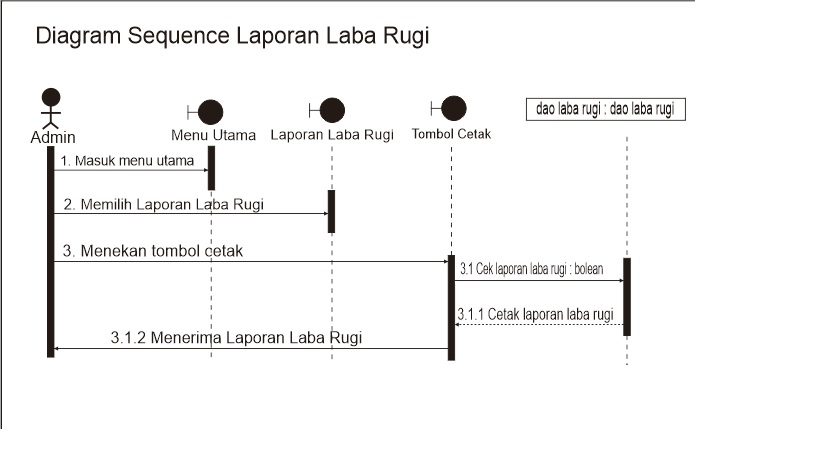 Diagram Sequence Laporan Laba Rugi
Admin
Menu Utama
Laporan Laba Rugi
Tombol Cetak
dao laba rugi : dao laba rugi
1. Masuk menu utama
2. Memilih Laporan Laba Rugi
3. Menekan tombol cetak
3.1 Cek laporan laba rugi : bolean
3.1.1 Cetak laporan laba rugi
3.1.2 Menerima Laporan Laba Rugi